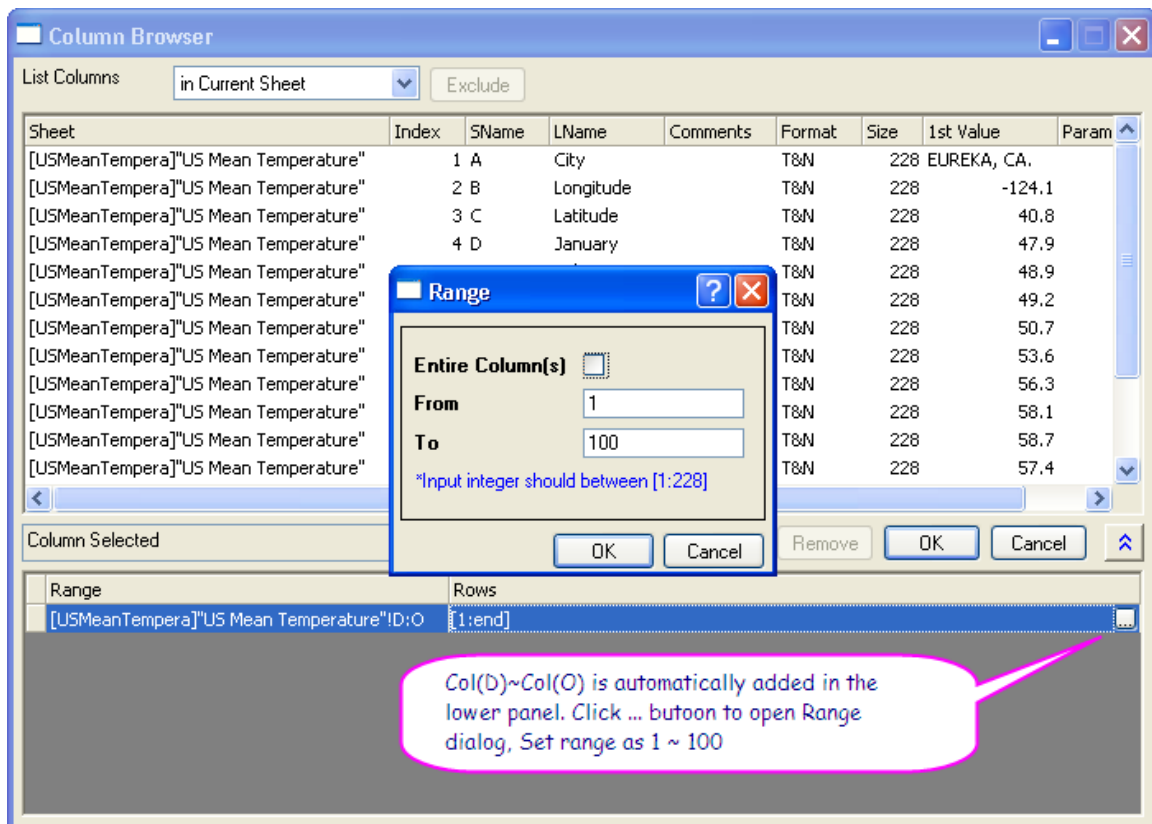 Column Browser
List Columns in Current Sheet Exclude
Sheet Index SName LName Comments Format Size 1st Value Param
[USMeanTempera]"US Mean Temperature" 1 A City T&N 228 EUREKA, CA.
[USMeanTempera]"US Mean Temperature" 2 B Longitude T&N 228 -124.1
[USMeanTempera]"US Mean Temperature" 3 C Latitude T&N 228 40.8
[USMeanTempera]"US Mean Temperature" 4 D January T&N 228 47.9
[USMeanTempera]"US Mean Temperature" T&N 228 48.9
[USMeanTempera]"US Mean Temperature" T&N 228 49.2
[USMeanTempera]"US Mean Temperature" T&N 228 50.7
[USMeanTempera]"US Mean Temperature" T&N 228 53.6
[USMeanTempera]"US Mean Temperature" T&N 228 56.3
[USMeanTempera]"US Mean Temperature" T&N 228 58.1
[USMeanTempera]"US Mean Temperature" T&N 228 58.7
[USMeanTempera]"US Mean Temperature" T&N 228 57.4
Range
Entire Column(s)
From 1
To 100
*Input integer should between [1:228]
OK Cancel
Column Selected Remove OK Cancel
Range Rows
[USMeanTempera]"US Mean Temperature"!D:O [1:end] ...
Col(D)~Col(O) is automatically added in the
lower panel. Click ... butoon to open Range
dialog, Set range as 1 ~ 100